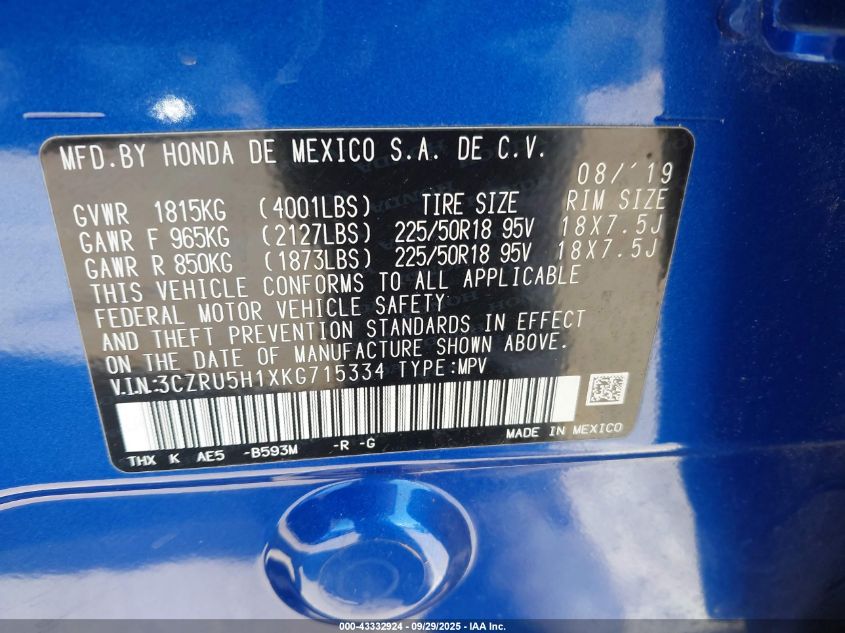 MFD.BY HONDA DE MEXICO S.A. DE C.V.
08/'19
GVWR 1815KG (4001LBS) TIRE SIZE RIM SIZE
GAWR F 965KG (2127LBS) 225/50R18 95V 18X7.5J
GAWR R 850KG (1873LBS) 225/50R18 95V 18X7.5J
THIS VEHICLE CONFORMS TO ALL APPLICABLE
FEDERAL MOTOR VEHICLE SAFETY
AND THEFT PREVENTION STANDARDS IN EFFECT
ON THE DATE OF MANUFACTURE SHOWN ABOVE.
V.I.N:3CZRU5H1XKG715334 TYPE:MPV
MADE IN MEXICO
THX K AE5 -B593M -R -G
000-43332924 - 09/29/2025 - IAA Inc.